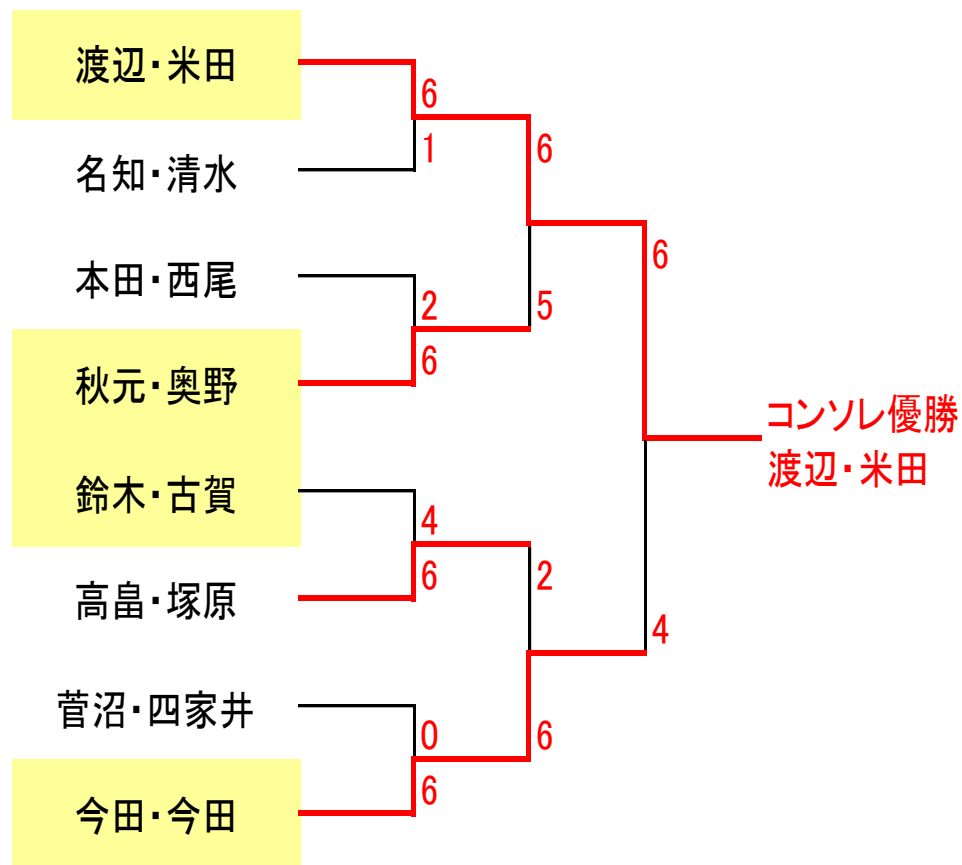 渡辺・米田
6
1
6
名知・清水
6
本田・西尾
2
5
6
秋元・奥野
コンソレ優勝
渡辺・米田
鈴木・古賀
4
6
2
高畠・塚原
4
菅沼・四家井
0
6
6
今田・今田